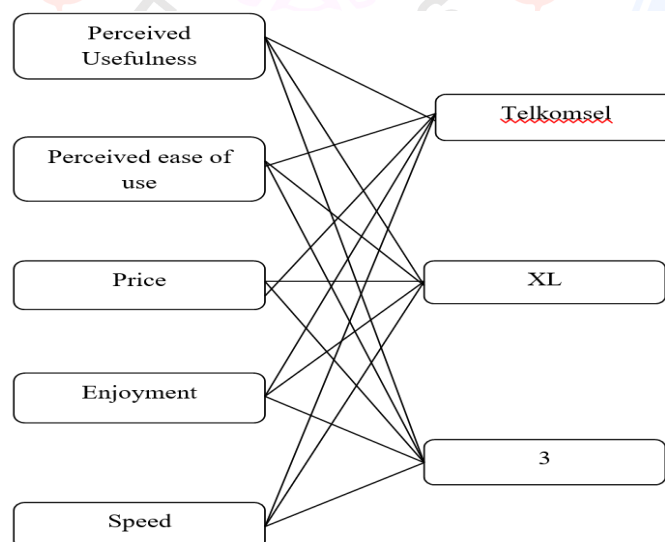 Perceived
Usefulness
Telkomsel
Perceived ease of
use
Price
XL
Enjoyment
3
Speed